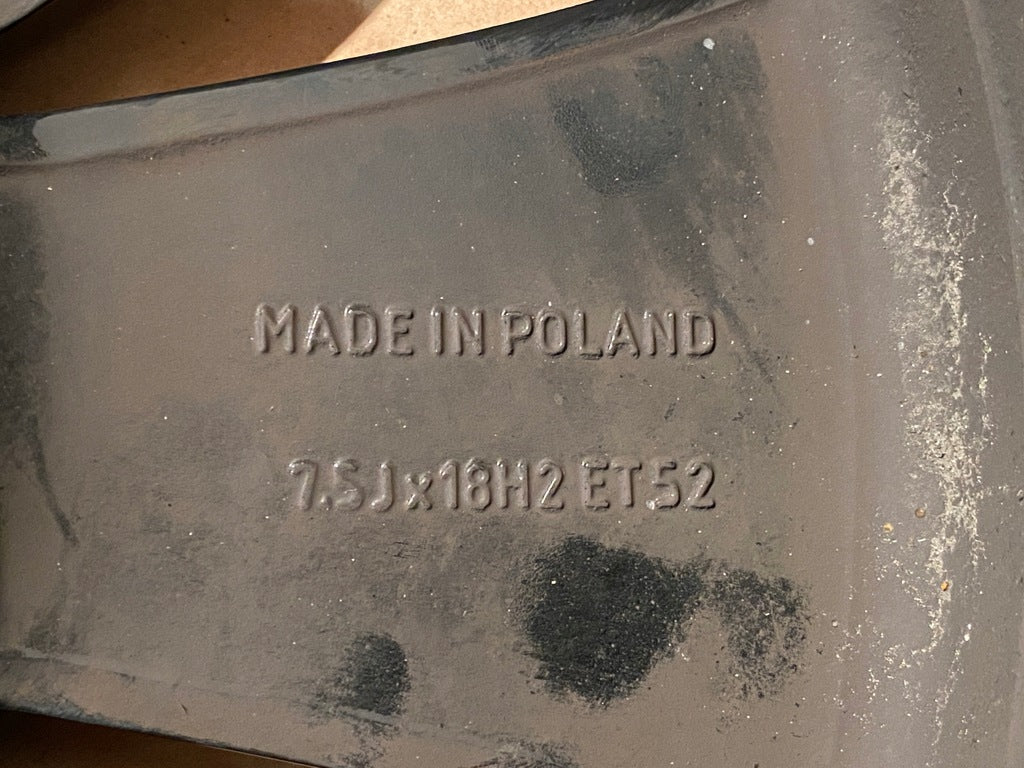 MADE IN POLAND
7.5Jx18H2 ET52